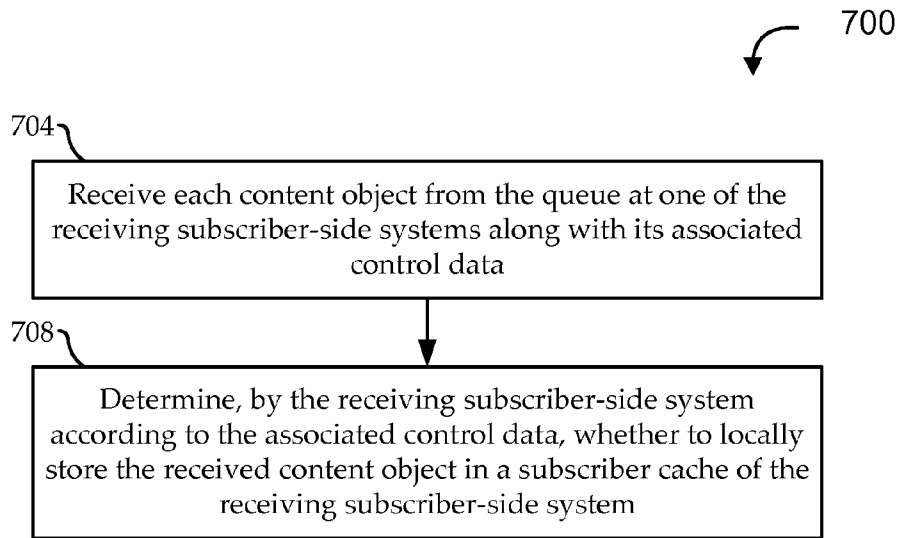 700
704
Receive each content object from the queue at one of the
receiving subscriber-side systems along with its associated
control data
708
Determine, by the receiving subscriber-side system
according to the associated control data, whether to locally
store the received content object in a subscriber cache of the
receiving subscriber-side system